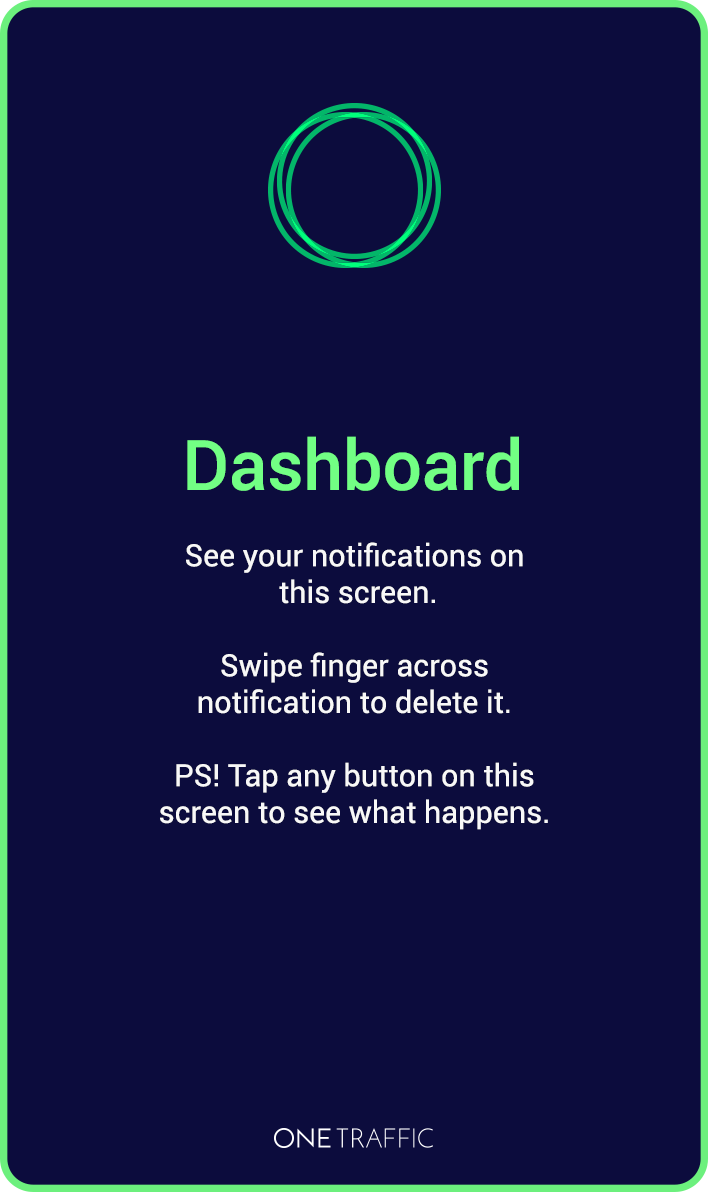 Dashboard
See your notifications on
this screen.
Swipe finger across
notification to delete it.
PS! Tap any button on this
screen to see what happens.
ONETRAFFIC